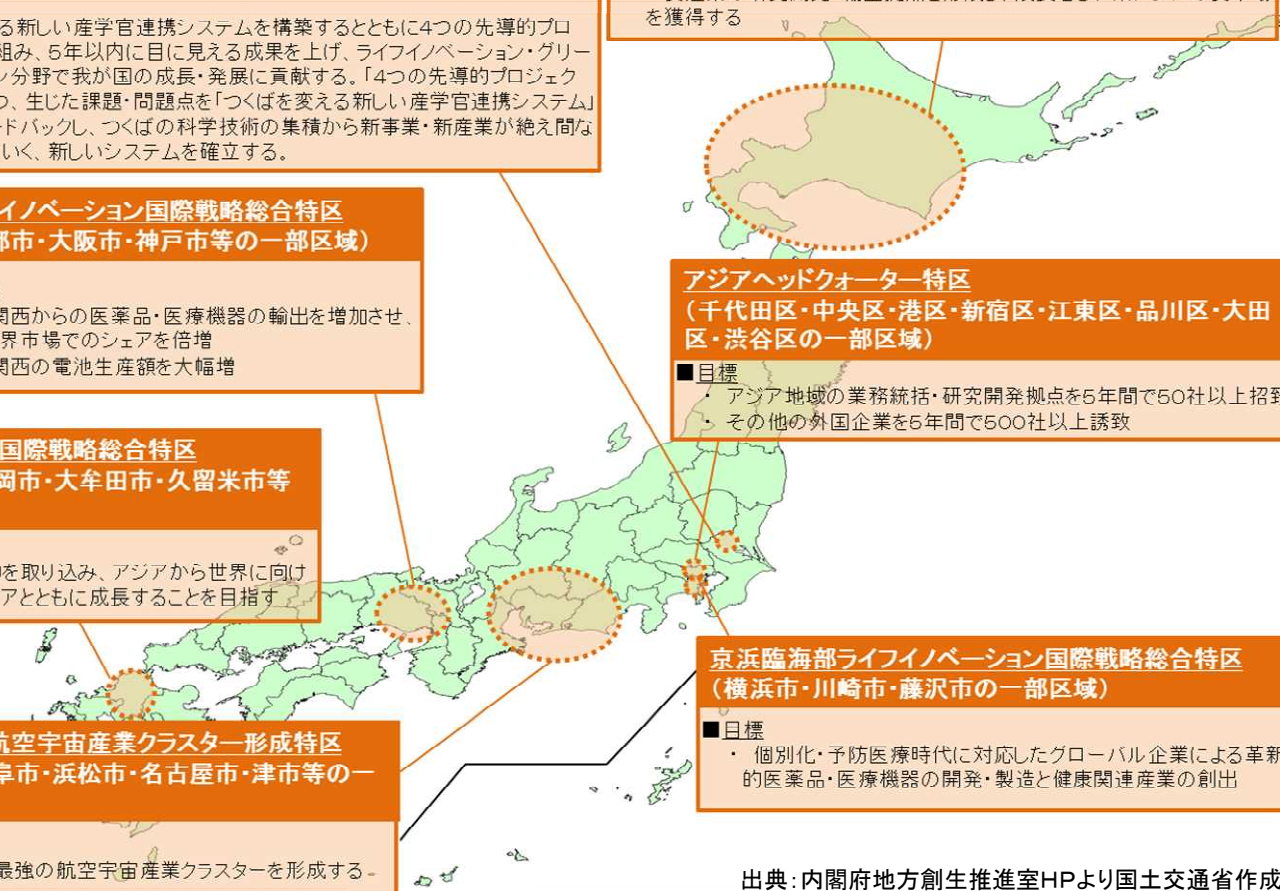 る新しい産学官連携システムを構築するとともに4つの先導的プロ
組み、5年以内に目に見える成果を上げ、ライフイノベーション・グリー
ン分野で我が国の成長・発展に貢献する。「4つの先導的プロジェク
つ、生じた課題・問題点を「つくばを変える新しい産学官連携システム」
ードバックし、つくばの科学技術の集積から新事業・新産業が絶え間な
いく、新しいシステムを確立する。
を獲得する
イノベーション国際戦略総合特区
都市・大阪市・神戸市等の一部区域）
関西からの医薬品・医療機器の輸出を増加させ、
界市場でのシェアを倍増
関西の電池生産額を大幅増
アジアヘッドクォーター特区
（千代田区・中央区・港区・新宿区・江東区・品川区・大田
区・渋谷区の一部区域）
■目標
・ アジア地域の業務統括・研究開発拠点を5年間で50社以上招致
・ その他の外国企業を5年間で500社以上誘致
国際戦略総合特区
岡市・大牟田市・久留米市等
を取り込み、アジアから世界に向け
アとともに成長することを目指す
京浜臨海部ライフイノベーション国際戦略総合特区
（横浜市・川崎市・藤沢市の一部区域）
■目標
・ 個別化・予防医療時代に対応したグローバル企業による革新
的医薬品・医療機器の開発・製造と健康関連産業の創出
航空宇宙産業クラスター形成特区
阜市・浜松市・名古屋市・津市等の一
最強の航空宇宙産業クラスターを形成する。
出典：内閣府地方創生推進室HPより国土交通省作成